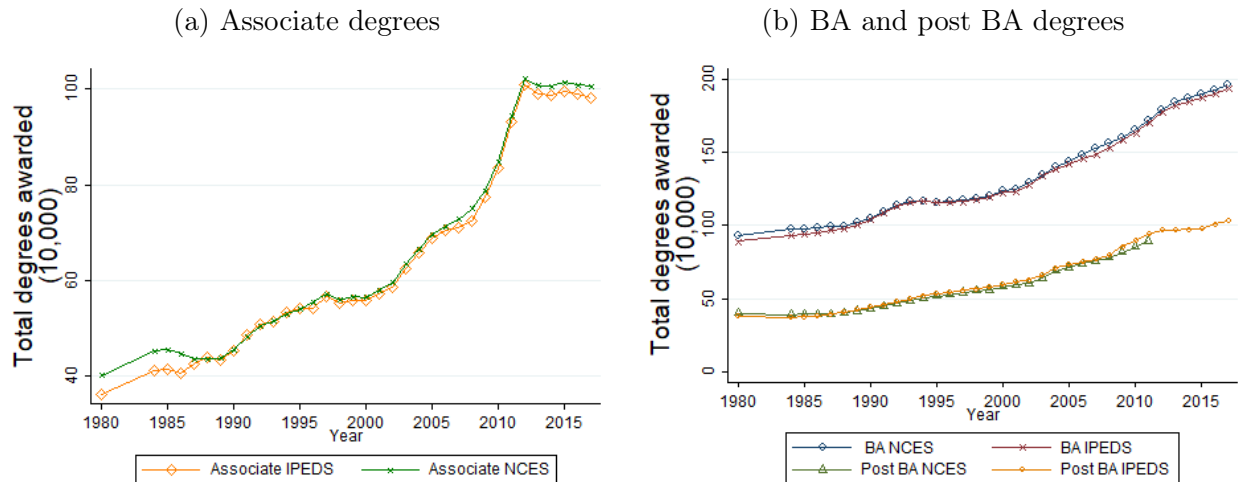 (a) Associate degrees
Total degrees awarded
(10,000)
100
80
60
40
1980 1985 1990 1995 2000 2005 2010 2015
Year
Associate IPEDS Associate NCES
(b) BA and post BA degrees
Total degrees awarded
(10,000)
200
150
100
50
0
1980 1985 1990 1995 2000 2005 2010 2015
Year
BA NCES BA IPEDS
Post BA NCES Post BA IPEDS